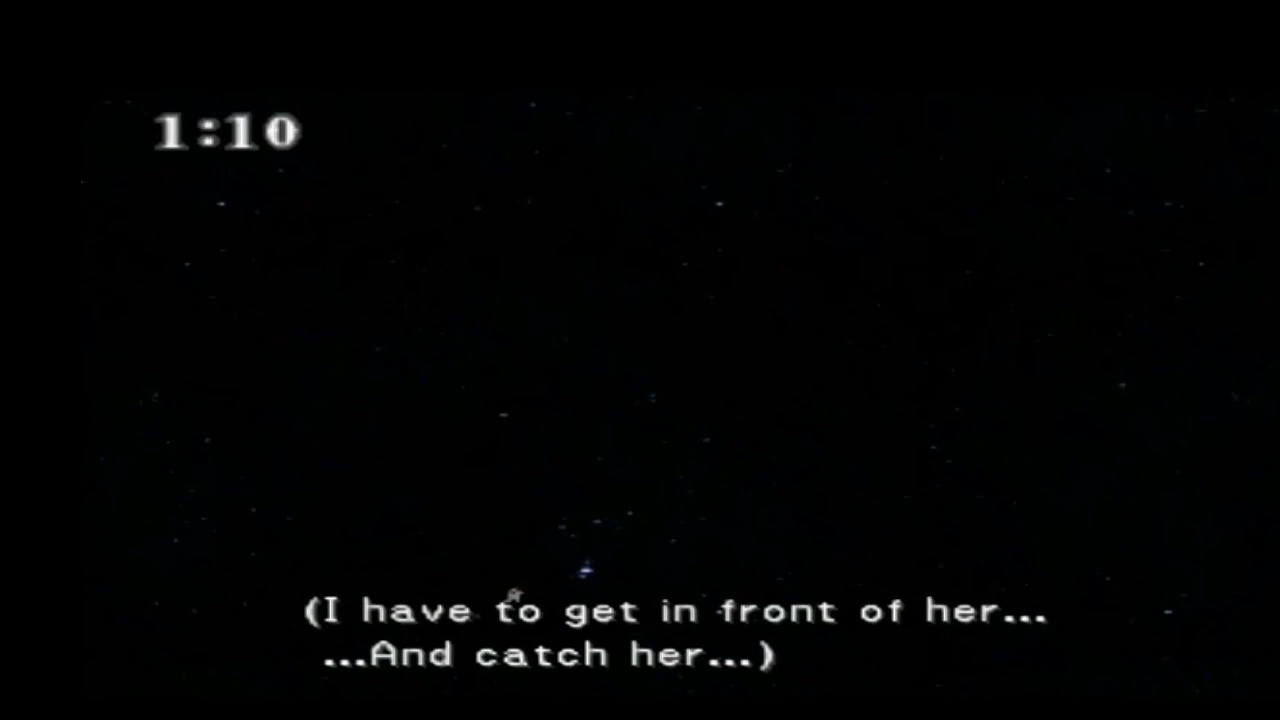 1:10
(I have to get in front of her...
...And catch her...)